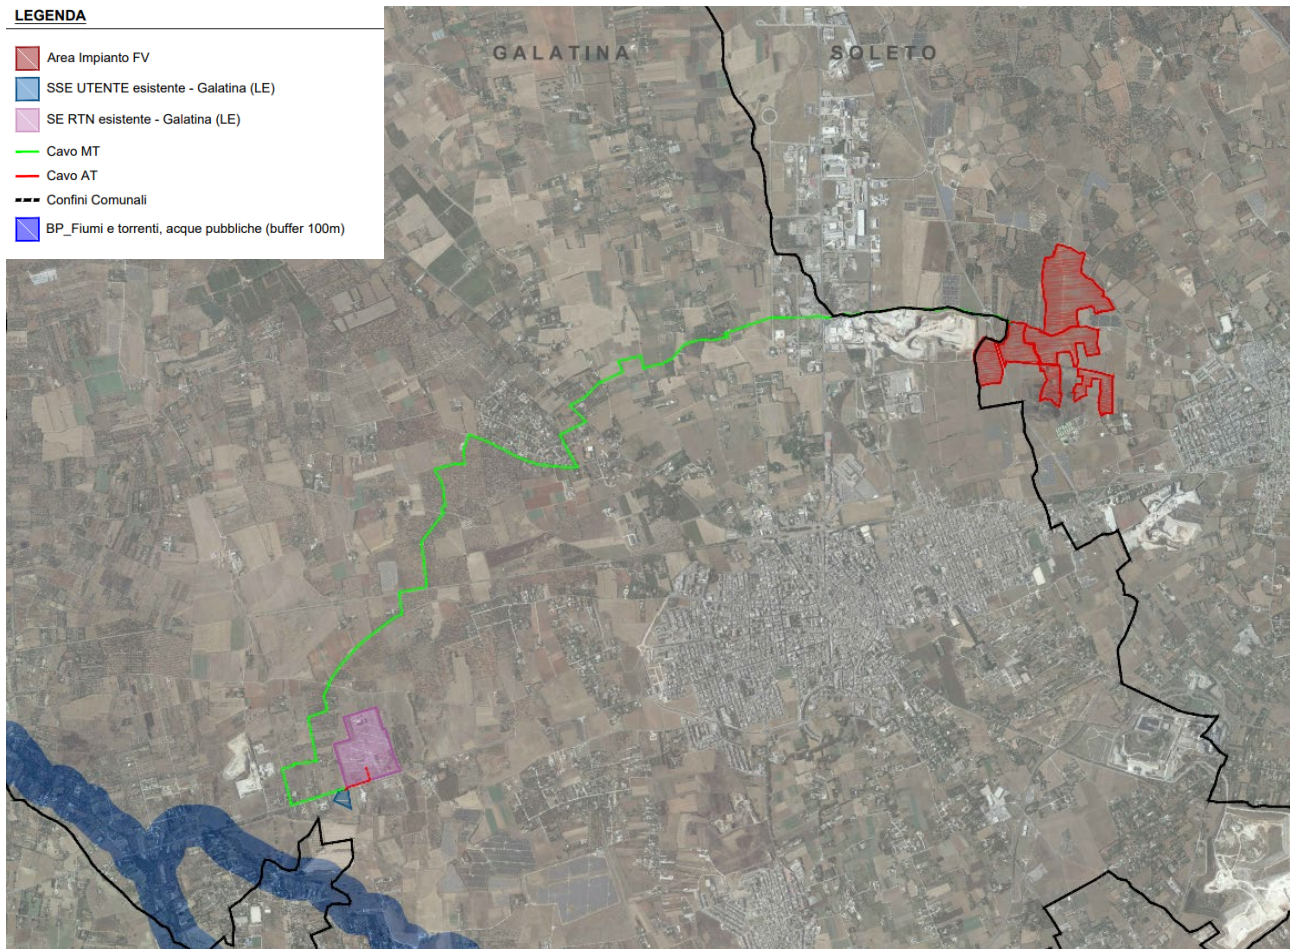 LEGENDA
Area Impianto FV
SSE UTENTE esistente - Galatina (LE)
SE RTN esistente - Galatina (LE)
Cavo MT
Cavo AT
Confini Comunali
BP_Fiumi e torrenti, acque pubbliche (buffer 100m)
GALATINA
SOLETO